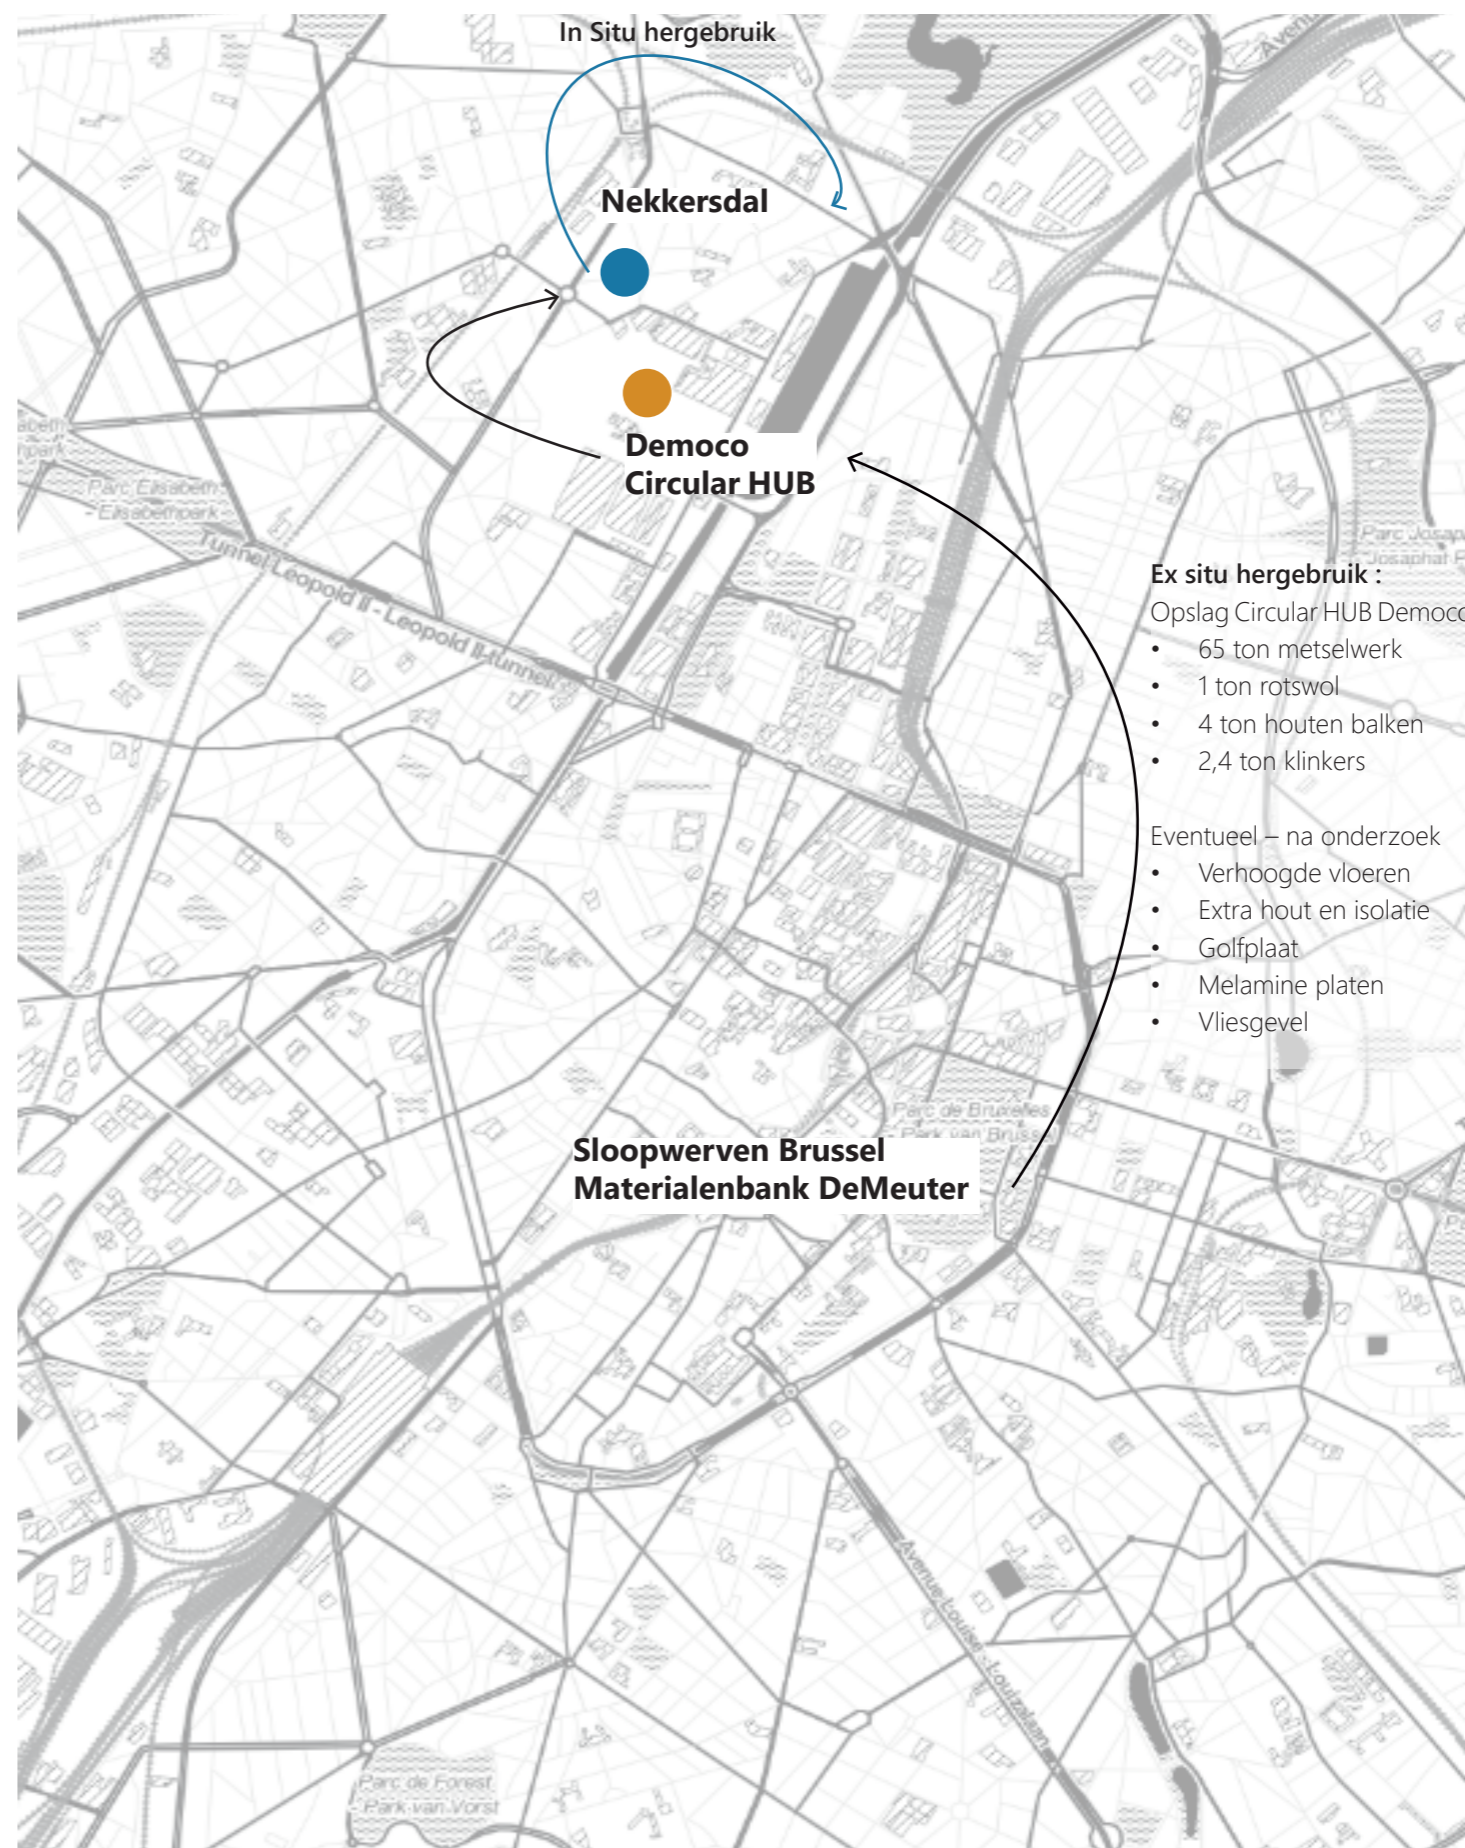 In Situ hergebruik
Nekkersdal
Democo
Circular HUB
Parc Elisabeth
- Elisabethpark
Tunnel Leopold II - Leopold II-tunnel
Parc Josap
Josaphat P
Ex situ hergebruik :
Opslag Circular HUB Democo
• 65 ton metselwerk
• 1 ton rotswol
• 4 ton houten balken
• 2,4 ton klinkers
Eventueel – na onderzoek
• Verhoogde vloeren
• Extra hout en isolatie
• Golfplaat
• Melamine platen
• Vliesgevel
Parc de Bruxelles
- Park van Brussel
Sloopwerven Brussel
Materialenbank DeMeuter
Avenue Louise - Louizalaan
Parc de Forest
- Park van Vorst